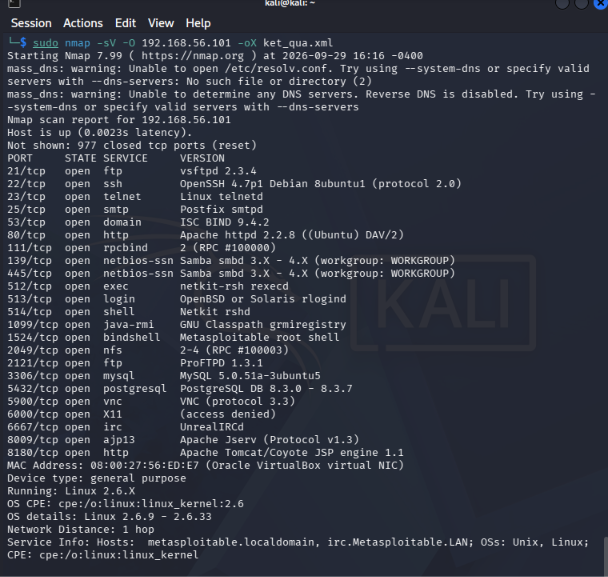 kali@kali: ~
Session Actions Edit View Help
└─$ sudo nmap -sV -O 192.168.56.101 -oX ket_qua.xml
Starting Nmap 7.99 ( https://nmap.org ) at 2026-09-29 16:16 -0400
mass_dns: warning: Unable to open /etc/resolv.conf. Try using --system-dns or specify valid
servers with --dns-servers: No such file or directory (2)
mass_dns: warning: Unable to determine any DNS servers. Reverse DNS is disabled. Try using -
-system-dns or specify valid servers with --dns-servers
Nmap scan report for 192.168.56.101
Host is up (0.0023s latency).
Not shown: 977 closed tcp ports (reset)
PORT     STATE SERVICE     VERSION
21/tcp   open  ftp         vsftpd 2.3.4
22/tcp   open  ssh         OpenSSH 4.7p1 Debian 8ubuntu1 (protocol 2.0)
23/tcp   open  telnet      Linux telnetd
25/tcp   open  smtp        Postfix smtpd
53/tcp   open  domain      ISC BIND 9.4.2
80/tcp   open  http        Apache httpd 2.2.8 ((Ubuntu) DAV/2)
111/tcp  open  rpcbind     2 (RPC #100000)
139/tcp  open  netbios-ssn Samba smbd 3.X - 4.X (workgroup: WORKGROUP)
445/tcp  open  netbios-ssn Samba smbd 3.X - 4.X (workgroup: WORKGROUP)
512/tcp  open  exec        netkit-rsh rexecd
513/tcp  open  login       OpenBSD or Solaris rlogind
514/tcp  open  shell       Netkit rshd
1099/tcp open  java-rmi    GNU Classpath grmiregistry
1524/tcp open  bindshell   Metasploitable root shell
2049/tcp open  nfs         2-4 (RPC #100003)
2121/tcp open  ftp         ProFTPD 1.3.1
3306/tcp open  mysql       MySQL 5.0.51a-3ubuntu5
5432/tcp open  postgresql  PostgreSQL DB 8.3.0 - 8.3.7
5900/tcp open  vnc         VNC (protocol 3.3)
6000/tcp open  X11         (access denied)
6667/tcp open  irc         UnrealIRCd
8009/tcp open  ajp13       Apache Jserv (Protocol v1.3)
8180/tcp open  http        Apache Tomcat/Coyote JSP engine 1.1
MAC Address: 08:00:27:56:ED:E7 (Oracle VirtualBox virtual NIC)
Device type: general purpose
Running: Linux 2.6.X
OS CPE: cpe:/o:linux:linux_kernel:2.6
OS details: Linux 2.6.9 - 2.6.33
Network Distance: 1 hop
Service Info: Hosts:  metasploitable.localdomain, irc.Metasploitable.LAN; OSs: Unix, Linux;
CPE: cpe:/o:linux:linux_kernel
KALI